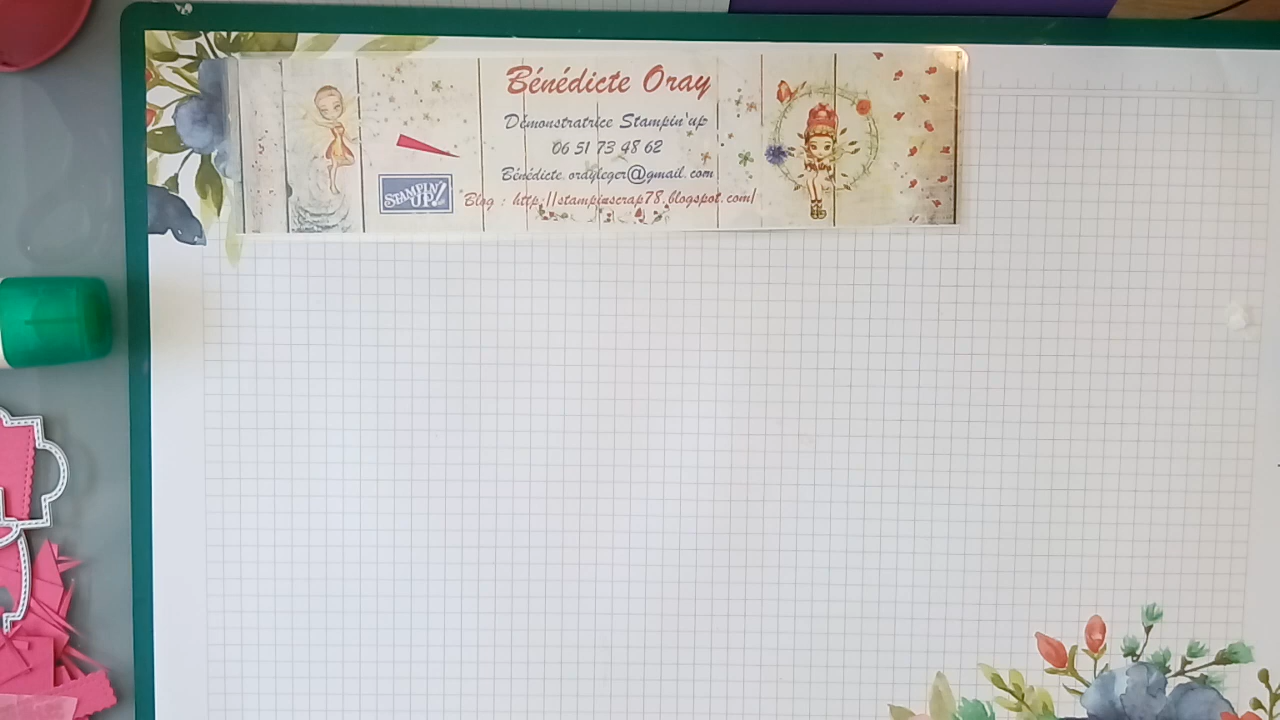 Bénédicte Oray
Démonstratrice Stampin'up
06 51 73 98 62
Bénédicte.orayleger@gmail.com
STAMPIN' UP!
Blog : http://stampinscrap78.blogspot.com/